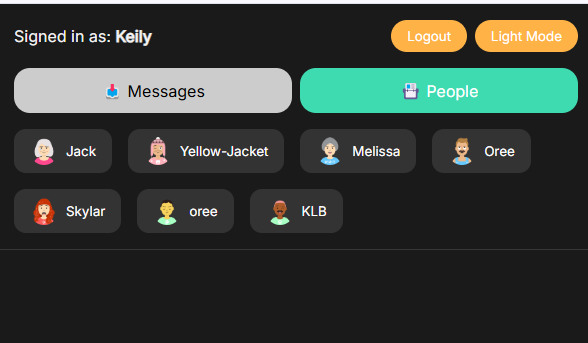 Signed in as: Keily
Logout
Light Mode
Messages
People
Jack
Yellow-Jacket
Melissa
Oree
Skylar
oree
KLB